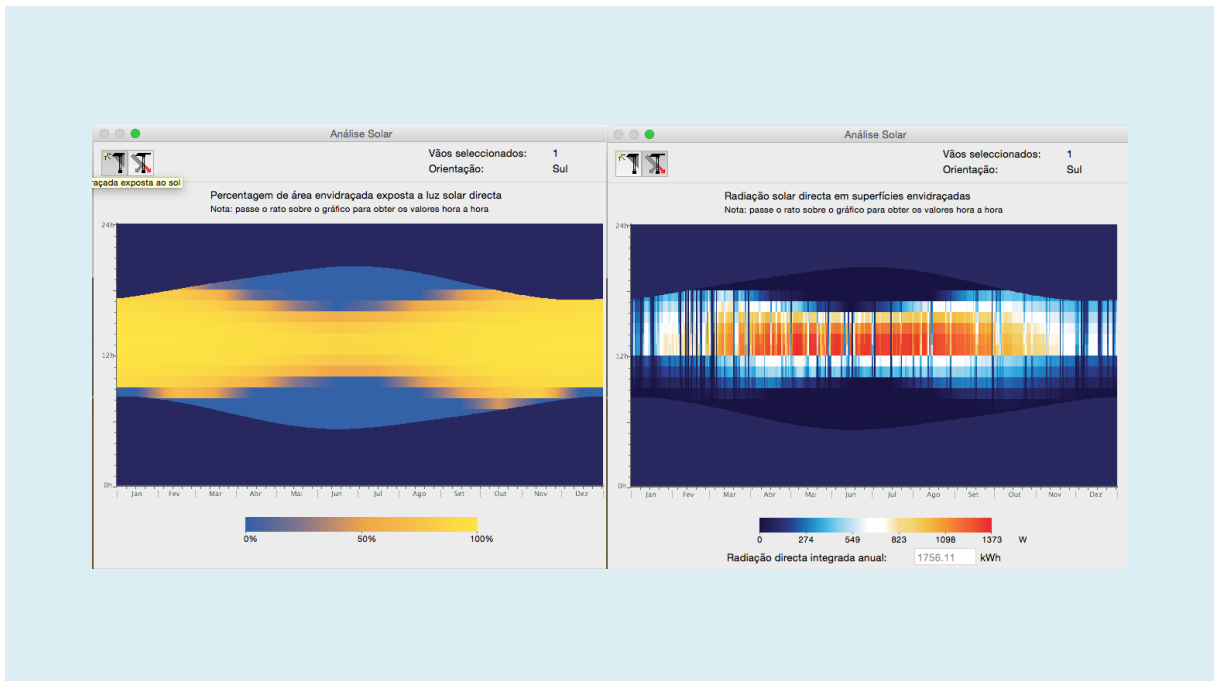 Análise Solar
Vãos seleccionados: 1
Orientação: Sul
raçada exposta ao sol
Percentagem de área envidraçada exposta a luz solar directa
Nota: passe o rato sobre o gráfico para obter os valores hora a hora
24h
12h
0h
Jan Fev Mar Abr Mai Jun Jul Ago Set Out Nov Dez
0% 50% 100%
Análise Solar
Vãos seleccionados: 1
Orientação: Sul
Radiação solar directa em superfícies envidraçadas
Nota: passe o rato sobre o gráfico para obter os valores hora a hora
24h
12h
0h
Jan Fev Mar Abr Mai Jun Jul Ago Set Out Nov Dez
0 274 549 823 1098 1373 W
Radiação directa integrada anual: 1756.11 kWh